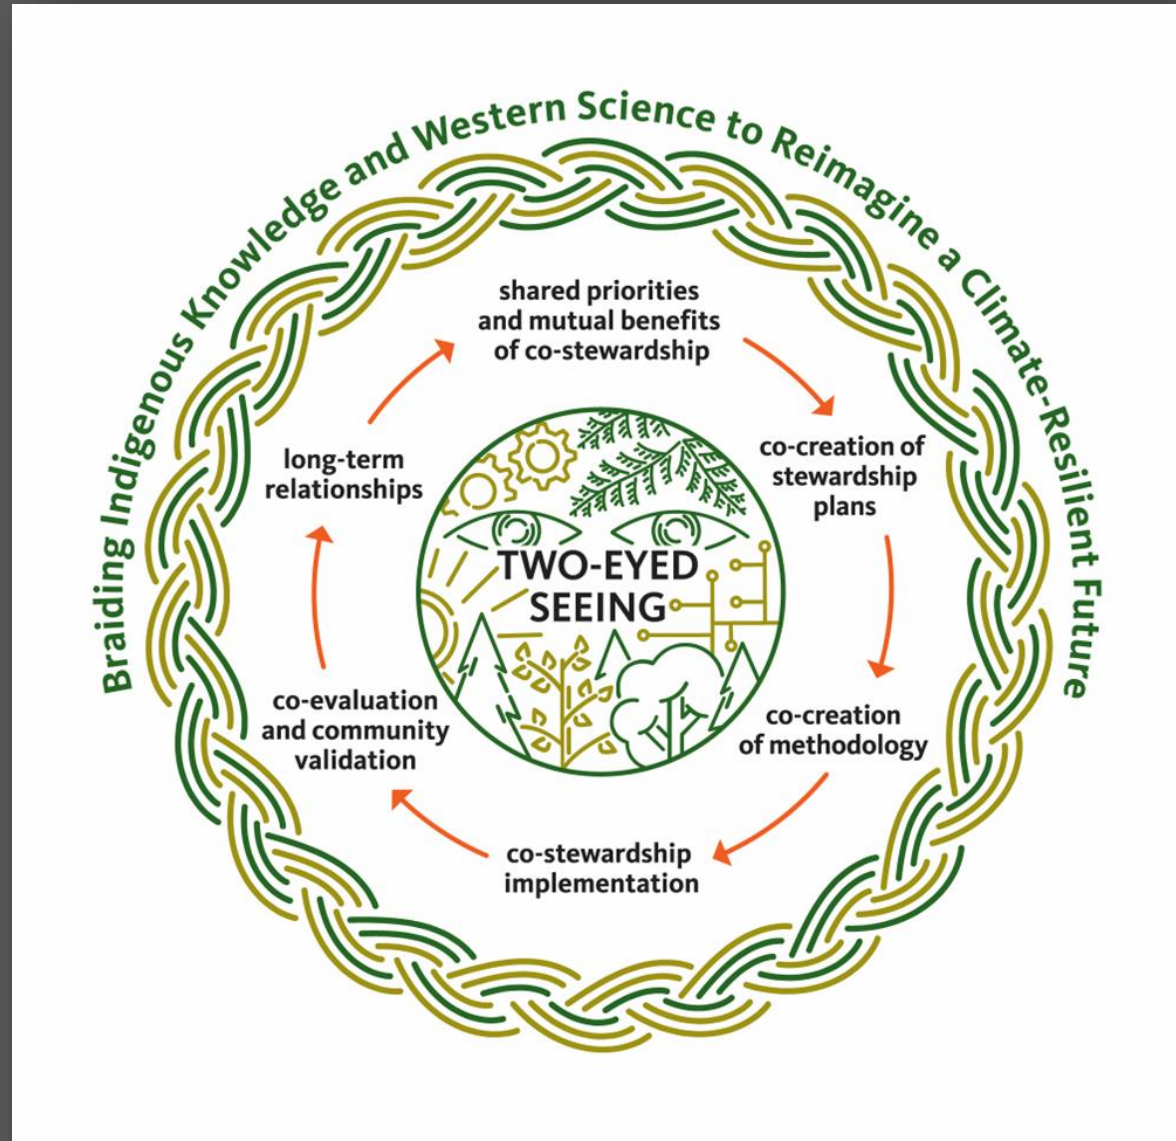 Braiding Indigenous Knowledge and Western Science to Reimagine a Climate-Resilient Future
shared priorities
and mutual benefits
of co-stewardship
co-creation of
stewardship
plans
co-creation
of methodology
co-stewardship
implementation
co-evaluation
and community
validation
long-term
relationships
TWO-EYED
SEEING